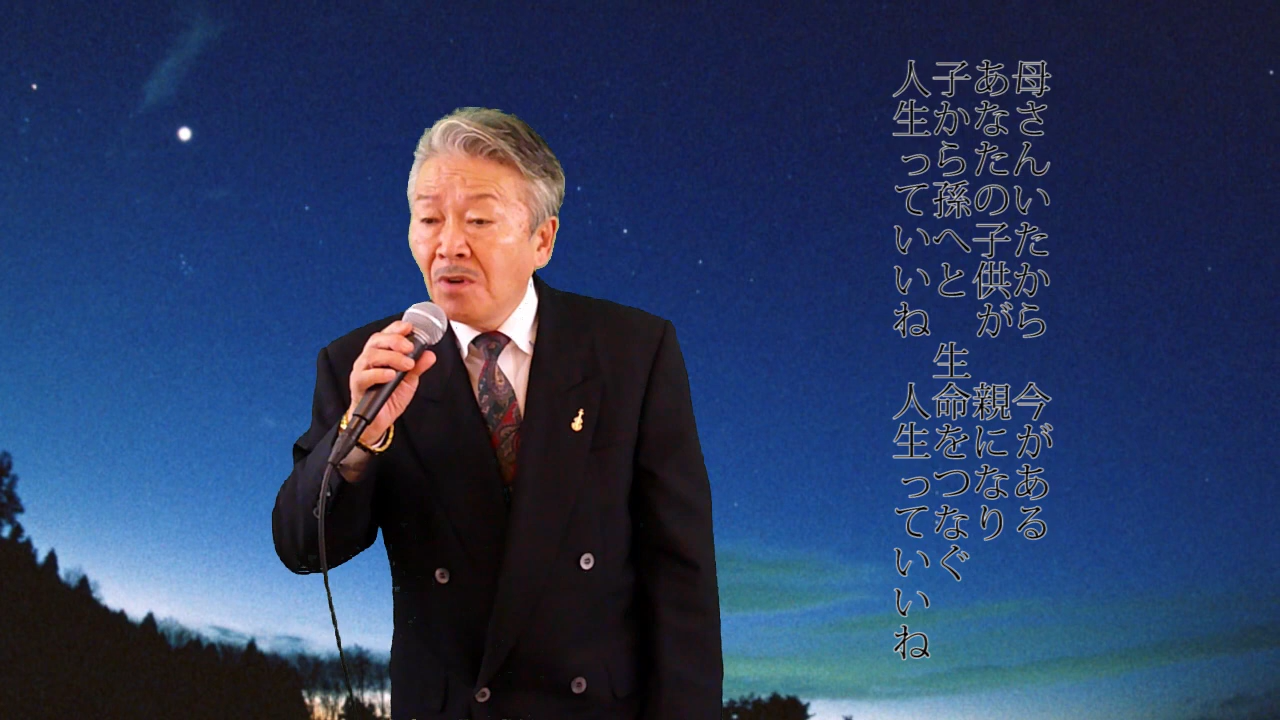 母さんいたから　今がある
あなたの子供が　親になり
子から孫へと　生命をつなぐ
人生っていいね　人生っていいね